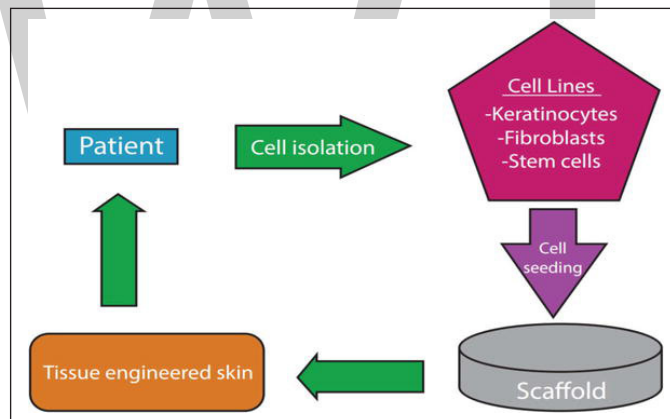 Patient
Cell isolation
Cell Lines
-Keratinocytes
-Fibroblasts
-Stem cells
Cell
seeding
Scaffold
Tissue engineered skin